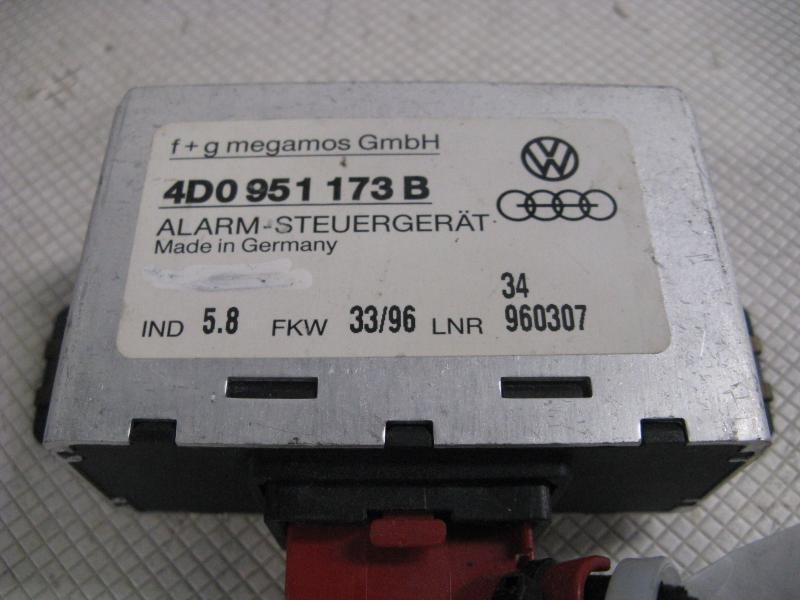 f+g megamos GmbH
4D0 951 173 B
ALARM-STEUERGERÄT
Made in Germany
34
IND 5.8 FKW 33/96 LNR 960307